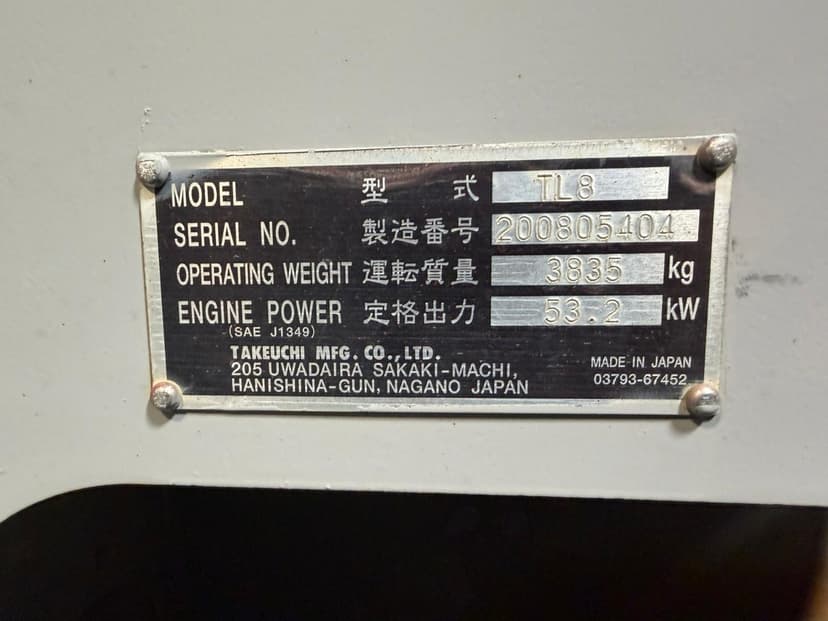 MODEL 型 式 TL8
SERIAL NO. 製造番号 200805404
OPERATING WEIGHT 運転質量 3835 kg
ENGINE POWER 定格出力 53.2 kW
(SAE J1349)
TAKEUCHI MFG. CO., LTD.
205 UWADAIRA SAKAKI-MACHI,
HANISHINA-GUN, NAGANO JAPAN
MADE IN JAPAN
03793-67452